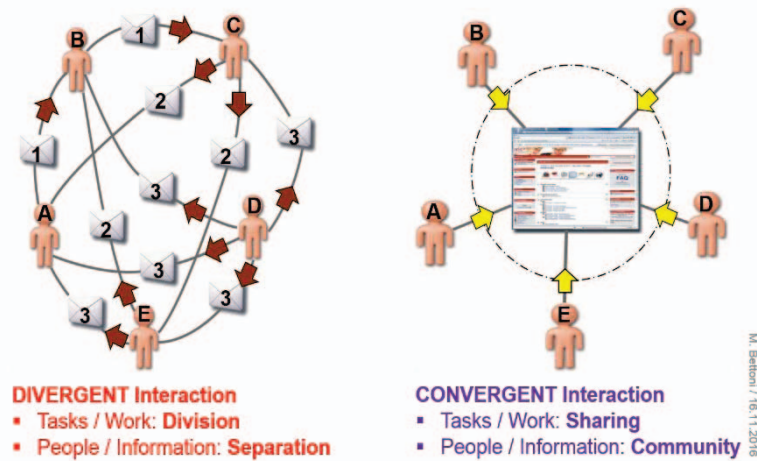 B
1
C
2
3
1
2
3
A
2
D
3
3
3
E
B
C
A
D
E
FAQ
DIVERGENT Interaction
▪ Tasks / Work: Division
▪ People / Information: Separation
CONVERGENT Interaction
▪ Tasks / Work: Sharing
▪ People / Information: Community
M. Bettoni / 16.11.2016